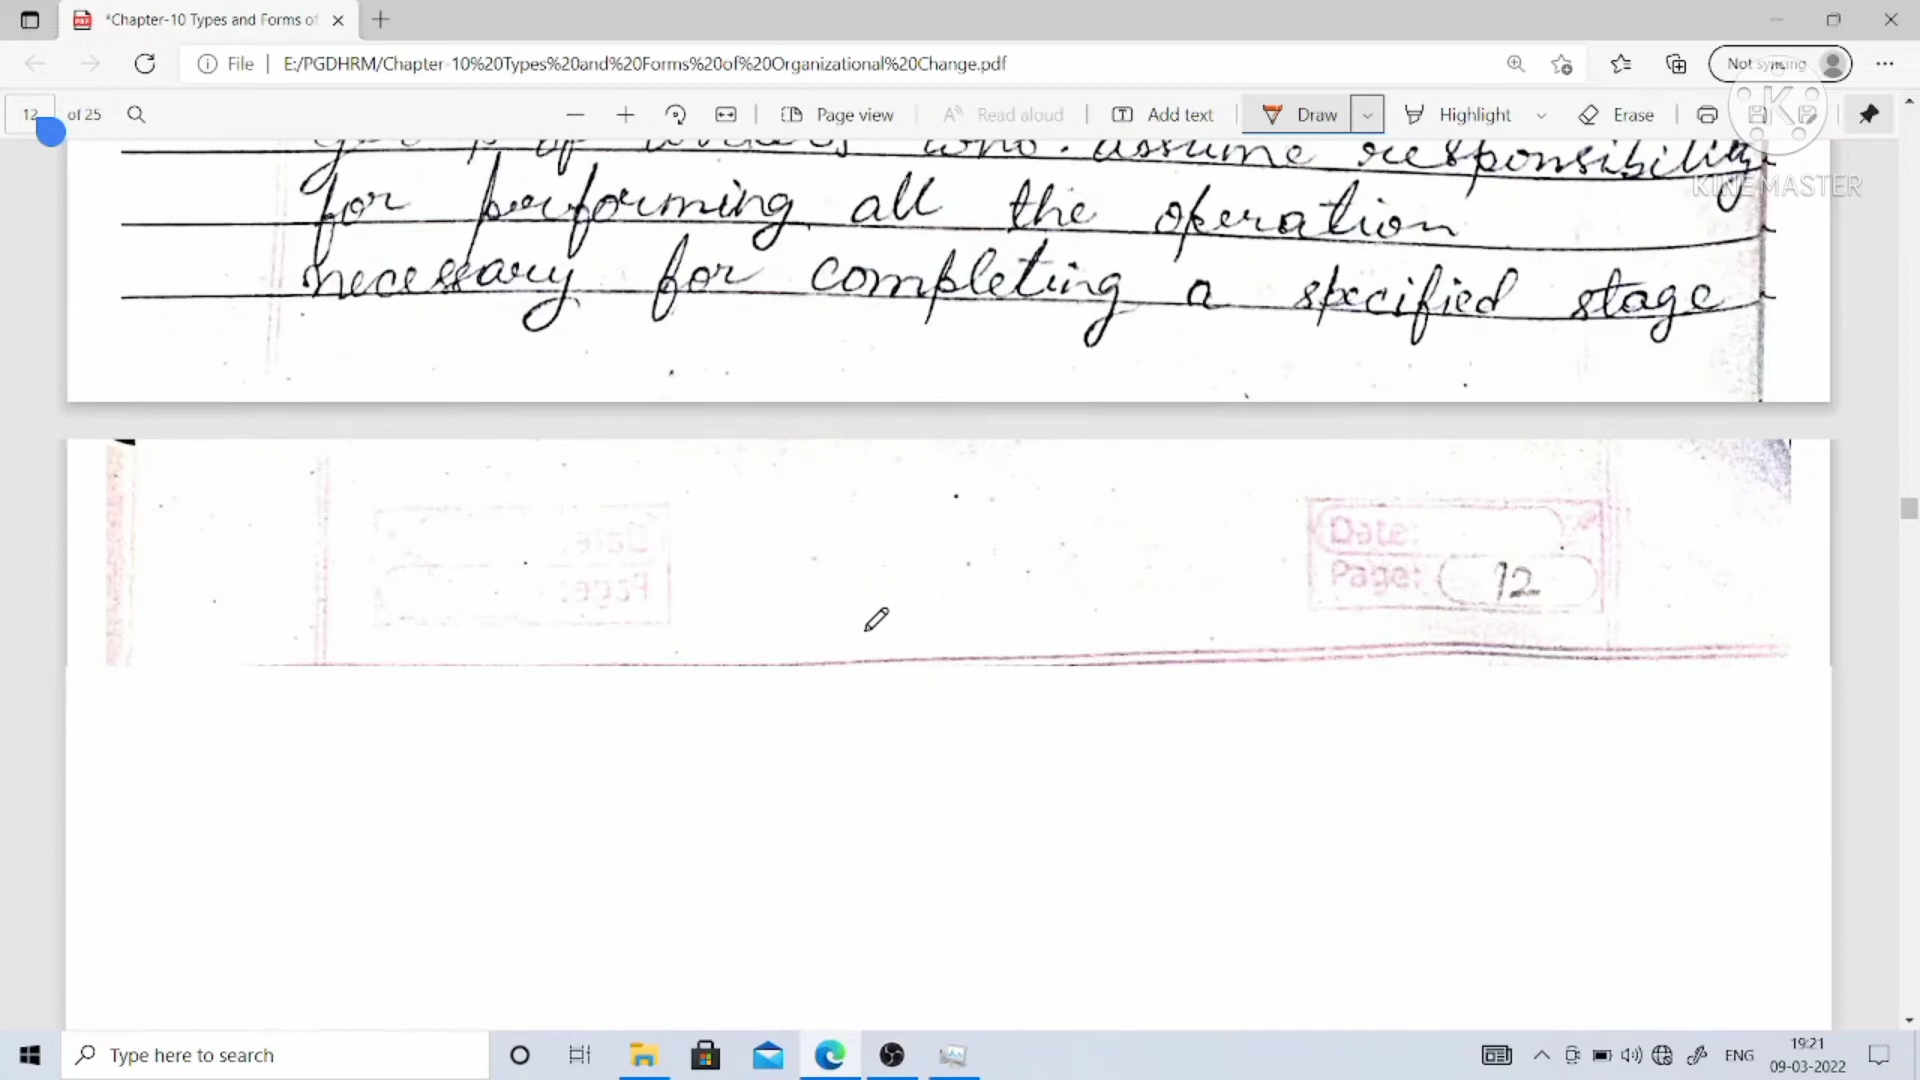 *Chapter-10 Types and Forms of
File
E:/PGDHRM/Chapter-10%20Types%20and%20Forms%20of%20Organizational%20Change.pdf
Not syncing
12 of 25
Page view
Read aloud
Add text
Draw
Highlight
Erase
KINEMASTER
of who assume responsibility
for performing all the operation
necessary for completing a specified stage
Date:
Page: 12
Date:
Page:
Type here to search
ENG
19:21
09-03-2022